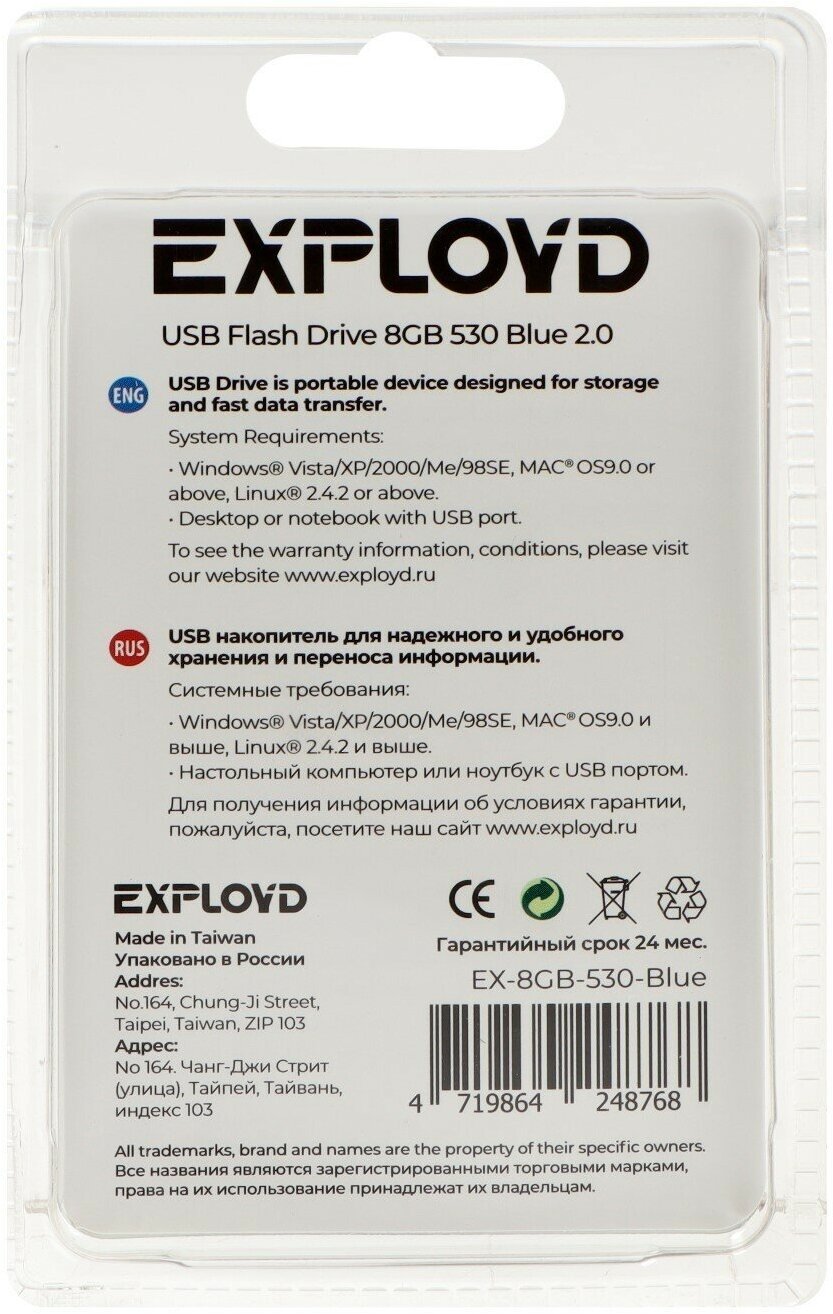 EXPLOYD
USB Flash Drive 8GB 530 Blue 2.0
ENG
USB Drive is portable device designed for storage
and fast data transfer.
System Requirements:
• Windows® Vista/XP/2000/Me/98SE, MAC® OS9.0 or
above, Linux® 2.4.2 or above.
• Desktop or notebook with USB port.
To see the warranty information, conditions, please visit
our website www.exployd.ru
RUS
USB накопитель для надежного и удобного
хранения и переноса информации.
Системные требования:
• Windows® Vista/XP/2000/Me/98SE, MAC® OS9.0 и
выше, Linux® 2.4.2 и выше.
• Настольный компьютер или ноутбук с USB портом.
Для получения информации об условиях гарантии,
пожалуйста, посетите наш сайт www.exployd.ru
EXPLOYD
Made in Taiwan
Упаковано в России
Addres:
No.164, Chung-Ji Street,
Taipei, Taiwan, ZIP 103
Адрес:
No 164. Чанг-Джи Стрит
(улица), Тайпей, Тайвань,
индекс 103
CE
Гарантийный срок 24 мес.
EX-8GB-530-Blue
4 719864 248768
All trademarks, brand and names are the property of their specific owners.
Все названия являются зарегистрированными торговыми марками,
права на их использование принадлежат их владельцам.